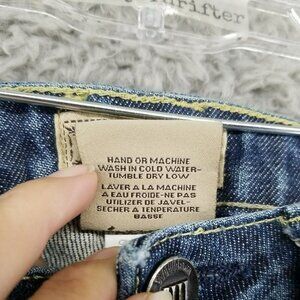 HAND OR MACHINE
WASH IN COLD WATER-
TUMBLE DRY LOW
LAVER A LA MACHINE
A EAU FROIDE-NE PAS
UTILIZER DE JAVEL-
SECHER A TEMPERATURE
BASSE